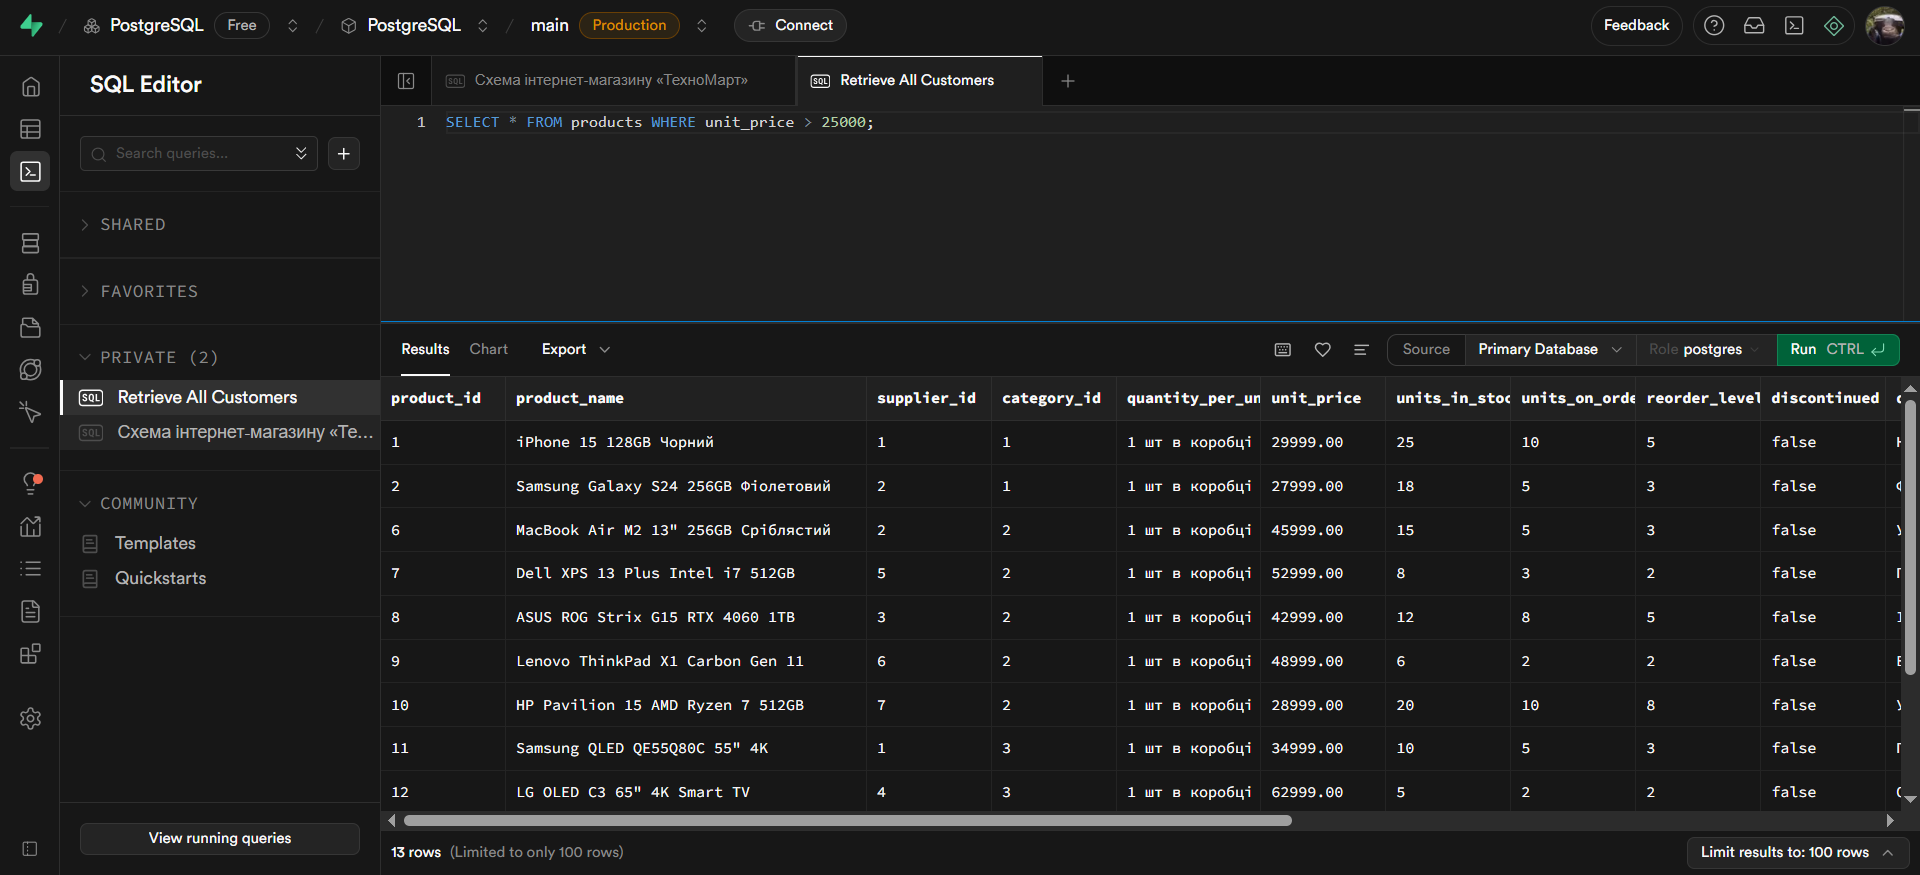 PostgreSQL Free / PostgreSQL / main Production Connect Feedback
SQL Editor
Схема інтернет-магазину «ТехноМарт»
Retrieve All Customers
Search queries...
SHARED
FAVORITES
PRIVATE (2)
Retrieve All Customers
Схема інтернет-магазину «Те...
COMMUNITY
Templates
Quickstarts
View running queries
1 SELECT * FROM products WHERE unit_price > 25000;
Results Chart Export Source Primary Database Role postgres Run CTRL
product_id product_name supplier_id category_id quantity_per_un unit_price units_in_stoc units_on_orde reorder_level discontinued
1 iPhone 15 128GB Чорний 1 1 1 шт в коробці 29999.00 25 10 5 false
2 Samsung Galaxy S24 256GB Фіолетовий 2 1 1 шт в коробці 27999.00 18 5 3 false
6 MacBook Air M2 13" 256GB Сріблястий 2 2 1 шт в коробці 45999.00 15 5 3 false
7 Dell XPS 13 Plus Intel i7 512GB 5 2 1 шт в коробці 52999.00 8 3 2 false
8 ASUS ROG Strix G15 RTX 4060 1TB 3 2 1 шт в коробці 42999.00 12 8 5 false
9 Lenovo ThinkPad X1 Carbon Gen 11 6 2 1 шт в коробці 48999.00 6 2 2 false
10 HP Pavilion 15 AMD Ryzen 7 512GB 7 2 1 шт в коробці 28999.00 20 10 8 false
11 Samsung QLED QE55Q80C 55" 4K 1 3 1 шт в коробці 34999.00 10 5 3 false
12 LG OLED C3 65" 4K Smart TV 4 3 1 шт в коробці 62999.00 5 2 2 false
13 rows (Limited to only 100 rows)
Limit results to: 100 rows